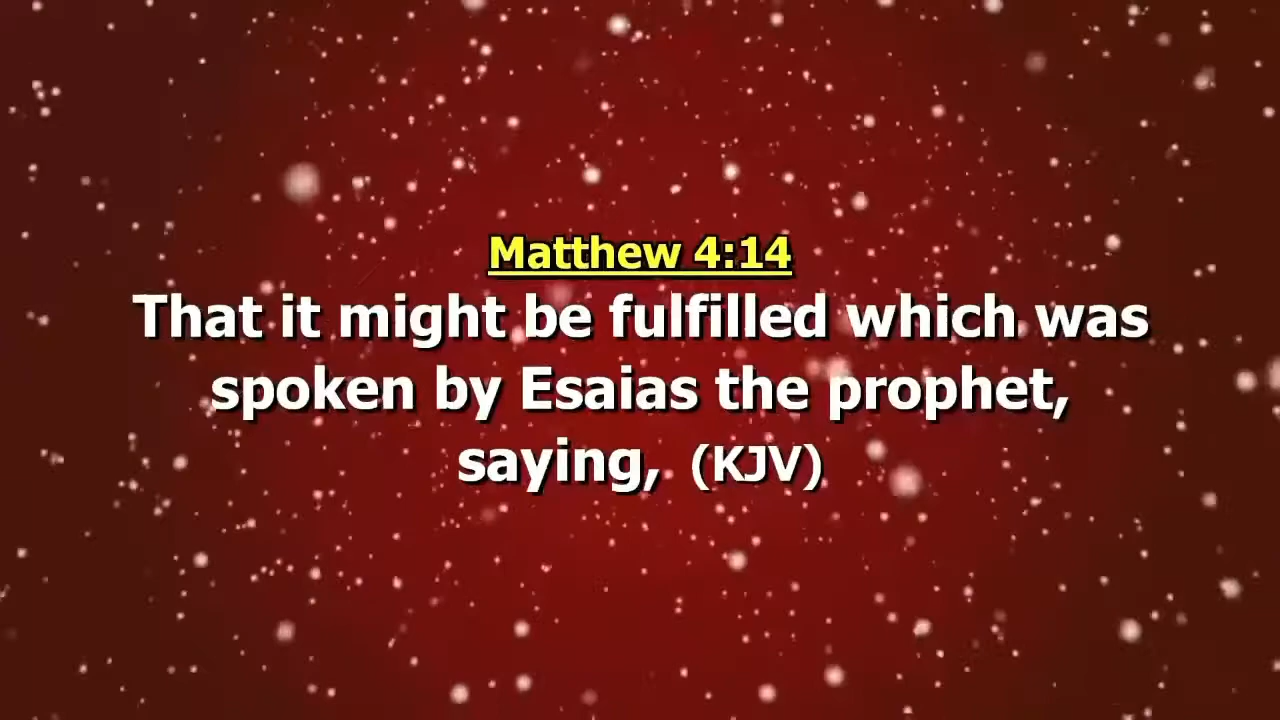 Matthew 4:14
That it might be fulfilled which was
spoken by Esaias the prophet,
saying, (KJV)